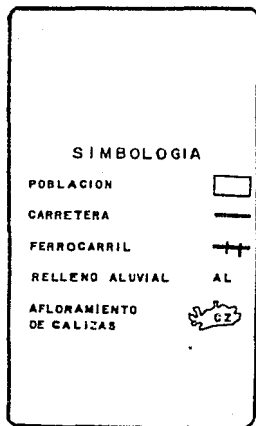 SIMBOLOGIA
POBLACION
CARRETERA
FERROCARRIL
RELLENO ALUVIAL AL
AFLORAMIENTO
DE CALIZAS CZ